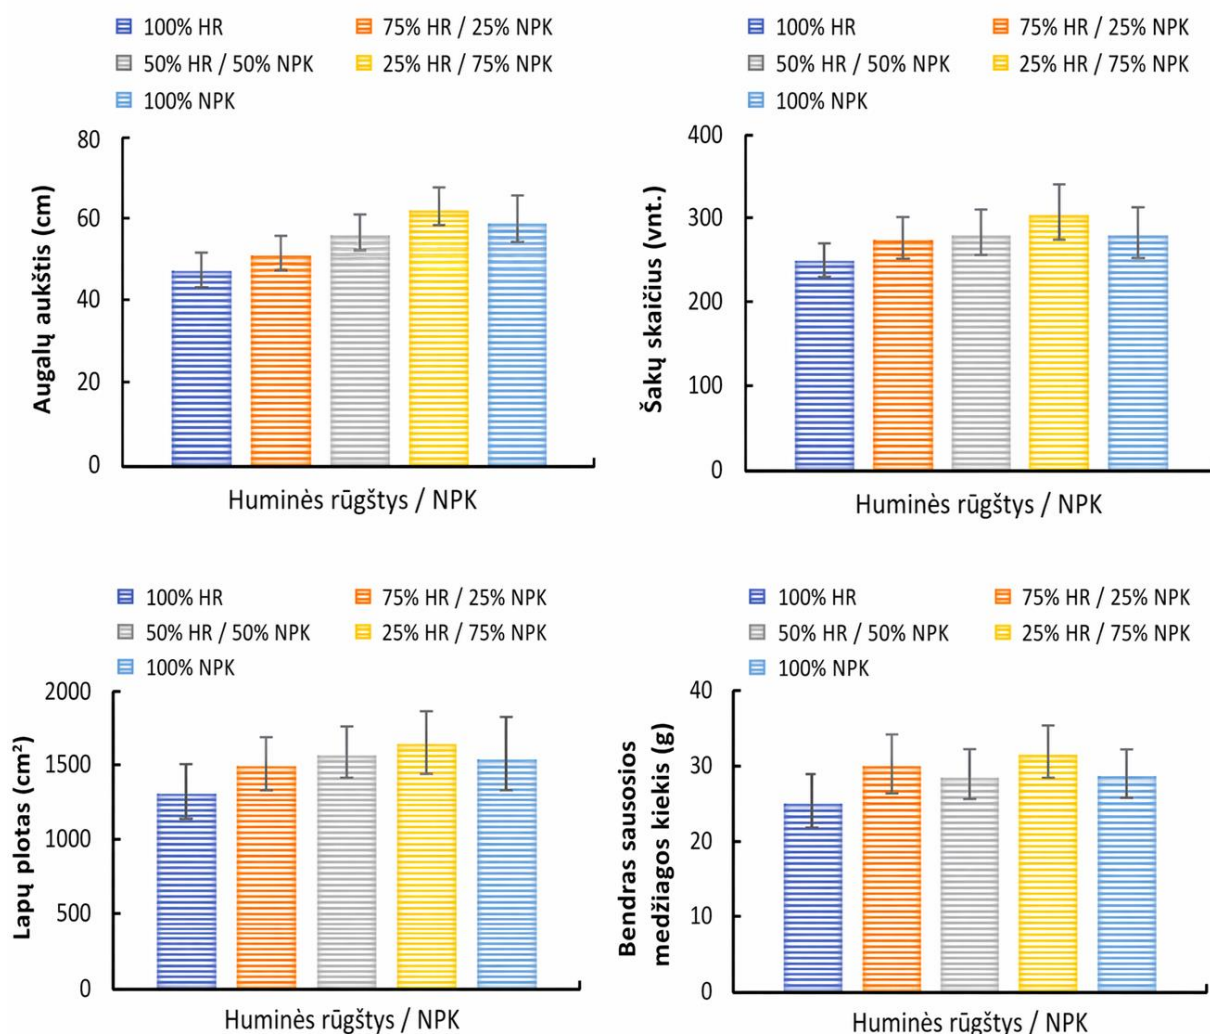 100% HR
75% HR / 25% NPK
50% HR / 50% NPK
25% HR / 75% NPK
100% NPK
Augalų aukštis (cm)
80
60
40
20
0
Huminės rūgštys / NPK
100% HR
75% HR / 25% NPK
50% HR / 50% NPK
25% HR / 75% NPK
100% NPK
Šakų skaičius (vnt.)
400
300
200
100
0
Huminės rūgštys / NPK
100% HR
75% HR / 25% NPK
50% HR / 50% NPK
25% HR / 75% NPK
100% NPK
Lapų plotas (cm²)
2000
1500
1000
500
0
Huminės rūgštys / NPK
100% HR
75% HR / 25% NPK
50% HR / 50% NPK
25% HR / 75% NPK
100% NPK
Bendras sausosios
medžiagos kiekis (g)
40
30
20
10
0
Huminės rūgštys / NPK